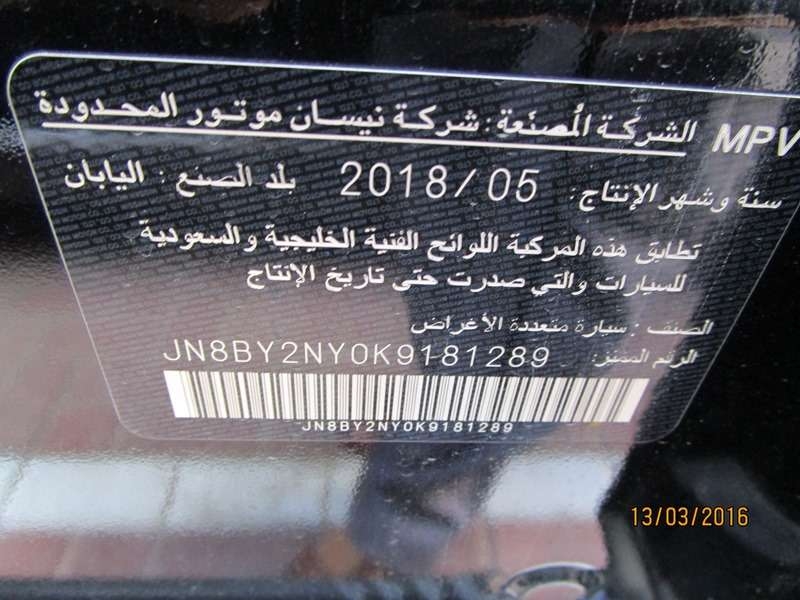 MPV الشركة المُصنّعة: شركة نيسان موتور المحدودة
سنة وشهر الإنتاج: 2018/05 بلد الصنع : اليابان
تطابق هذه المركبة اللوائح الفنية الخليجية والسعودية
للسيارات والتي صدرت حتى تاريخ الإنتاج
الصنف : سيارة متعددة الأغراض
الرقم المميز: JN8BY2NY0K9181289
JN8BY2NY0K9181289
13/03/2016